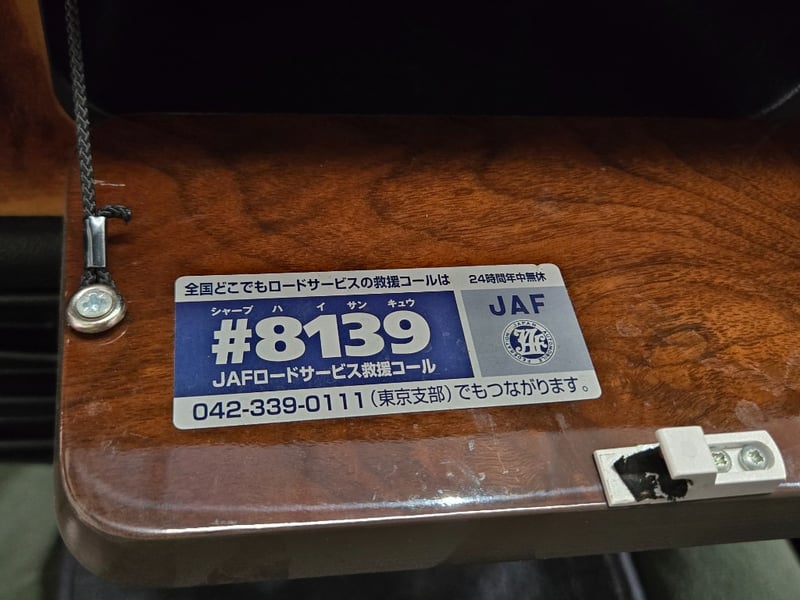 全国どこでもロードサービスの救援コールは 24時間年中無休
シャープ ハ イ サン キュウ
#8139
JAFロードサービス救援コール
JAF
042-339-0111(東京支部)でもつながります。